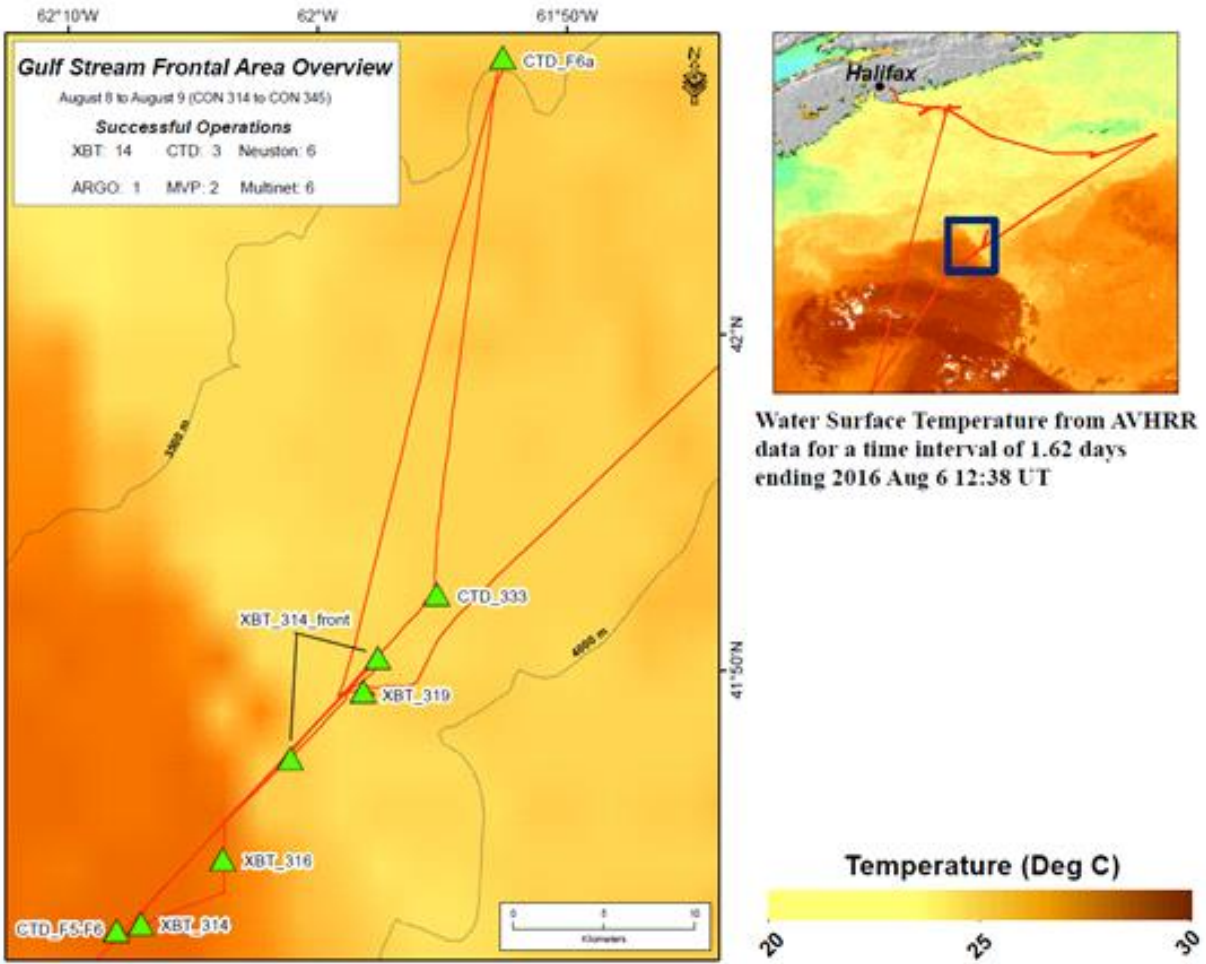 62°10'W 62°W 61°50'W
Gulf Stream Frontal Area Overview
August 8 to August 9 (CON 314 to CON 345)
Successful Operations
XBT: 14 CTD: 3 Neuston: 6
ARGO: 1 MVP: 2 Multinet: 6
N
CTD_F6a
42°N
3500 m
CTD_333
XBT_314_front
4000 m
41°50'N
XBT_319
XBT_316
XBT_314
CTD_F5-F6
0 5 10
Kilometers
Halifax
Water Surface Temperature from AVHRR
data for a time interval of 1.62 days
ending 2016 Aug 6 12:38 UT
Temperature (Deg C)
20 25 30